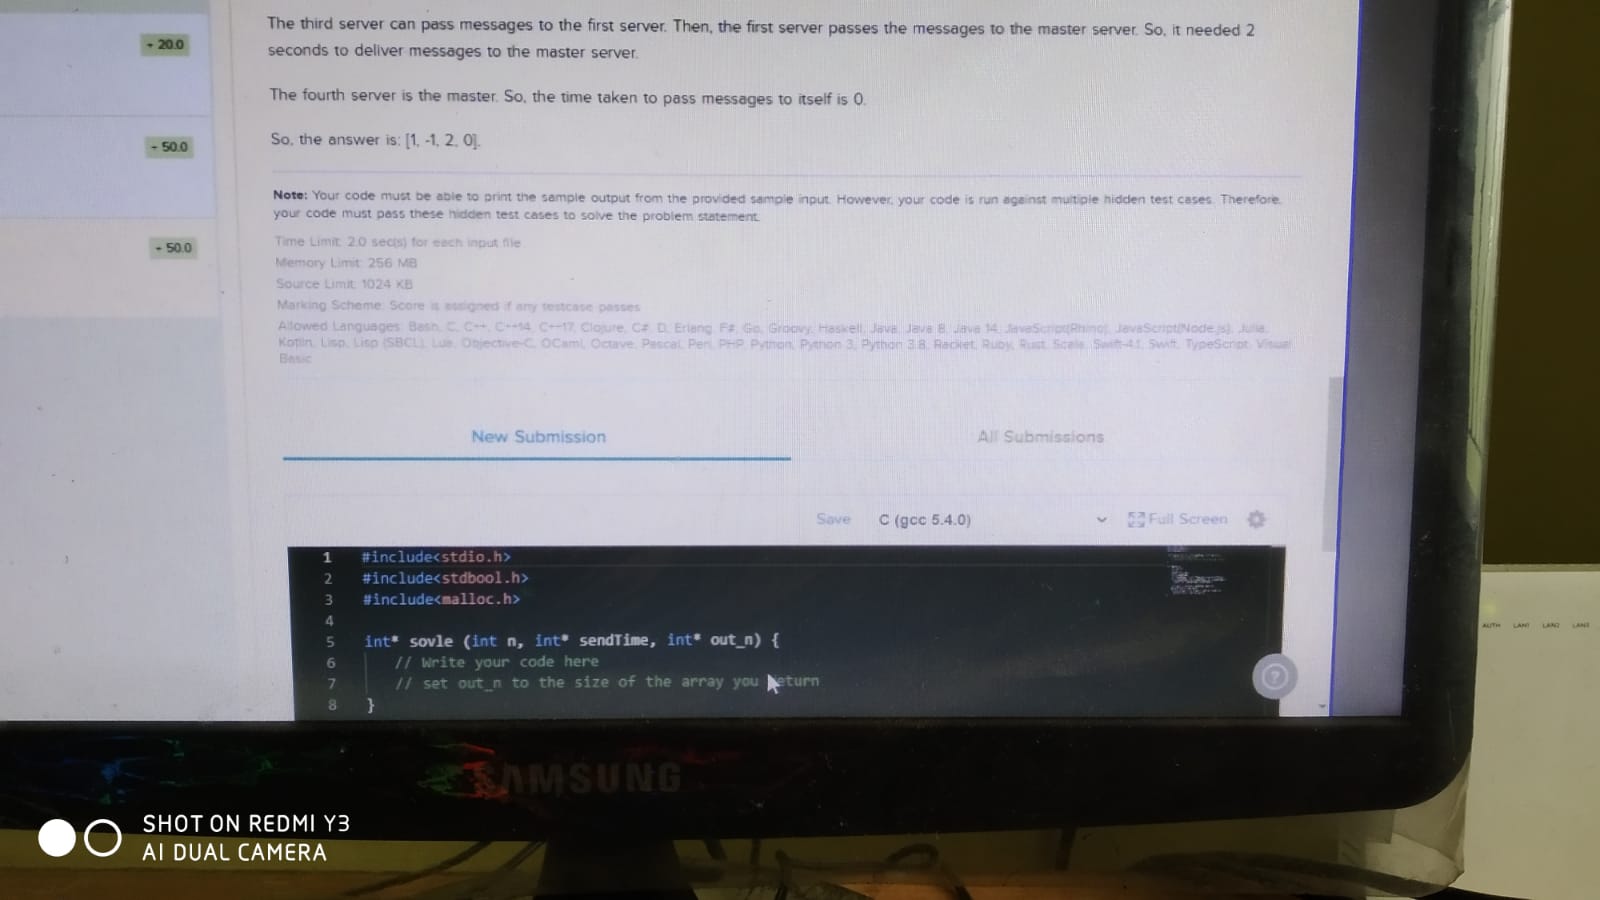 The third server can pass messages to the first server. Then, the first server passes the messages to the master server. So, it needed 2
seconds to deliver messages to the master server.
The fourth server is the master. So, the time taken to pass messages to itself is 0.
So, the answer is: [1, -1, 2, 0].
20.0
50.0
50.0
Note: Your code must be able to print the sample output from the provided sample input. However, your code is run against multiple hidden test cases. Therefore,
your code must pass these hidden test cases to solve the problem statement.
Time Limit: 2.0 sec(s) for each input file
Memory Limit: 256 MB
Source Limit: 1024 KB
Marking Scheme: Score is assigned if any testcase passes
Allowed Languages: Bash, C, C++, C++14, C++17, Clojure, C#, D, Erlang, F#, Go, Groovy, Haskell, Java, Java 8, Java 14, JavaScript(Rhino), JavaScript(Node.js), Julia,
Kotlin, Lisp, Lisp (SBCL), Lua, Objective-C, OCaml, Octave, Pascal, Perl, PHP, Python, Python 3, Python 3.8, Racket, Ruby, Rust, Scala, Swift-4.1, Swift, TypeScript, Visual
Basic
New Submission
All Submissions
Save
C (gcc 5.4.0)
Full Screen
1 #include<stdio.h>
2 #include<stdbool.h>
3 #include<malloc.h>
4
5 int* sovle (int n, int* sendTime, int* out_n) {
6 // Write your code here
7 // set out_n to the size of the array you return
8 }
?
AUTH LAN1 LAN2 LAN3
SAMSUNG
SHOT ON REDMI Y3
AI DUAL CAMERA